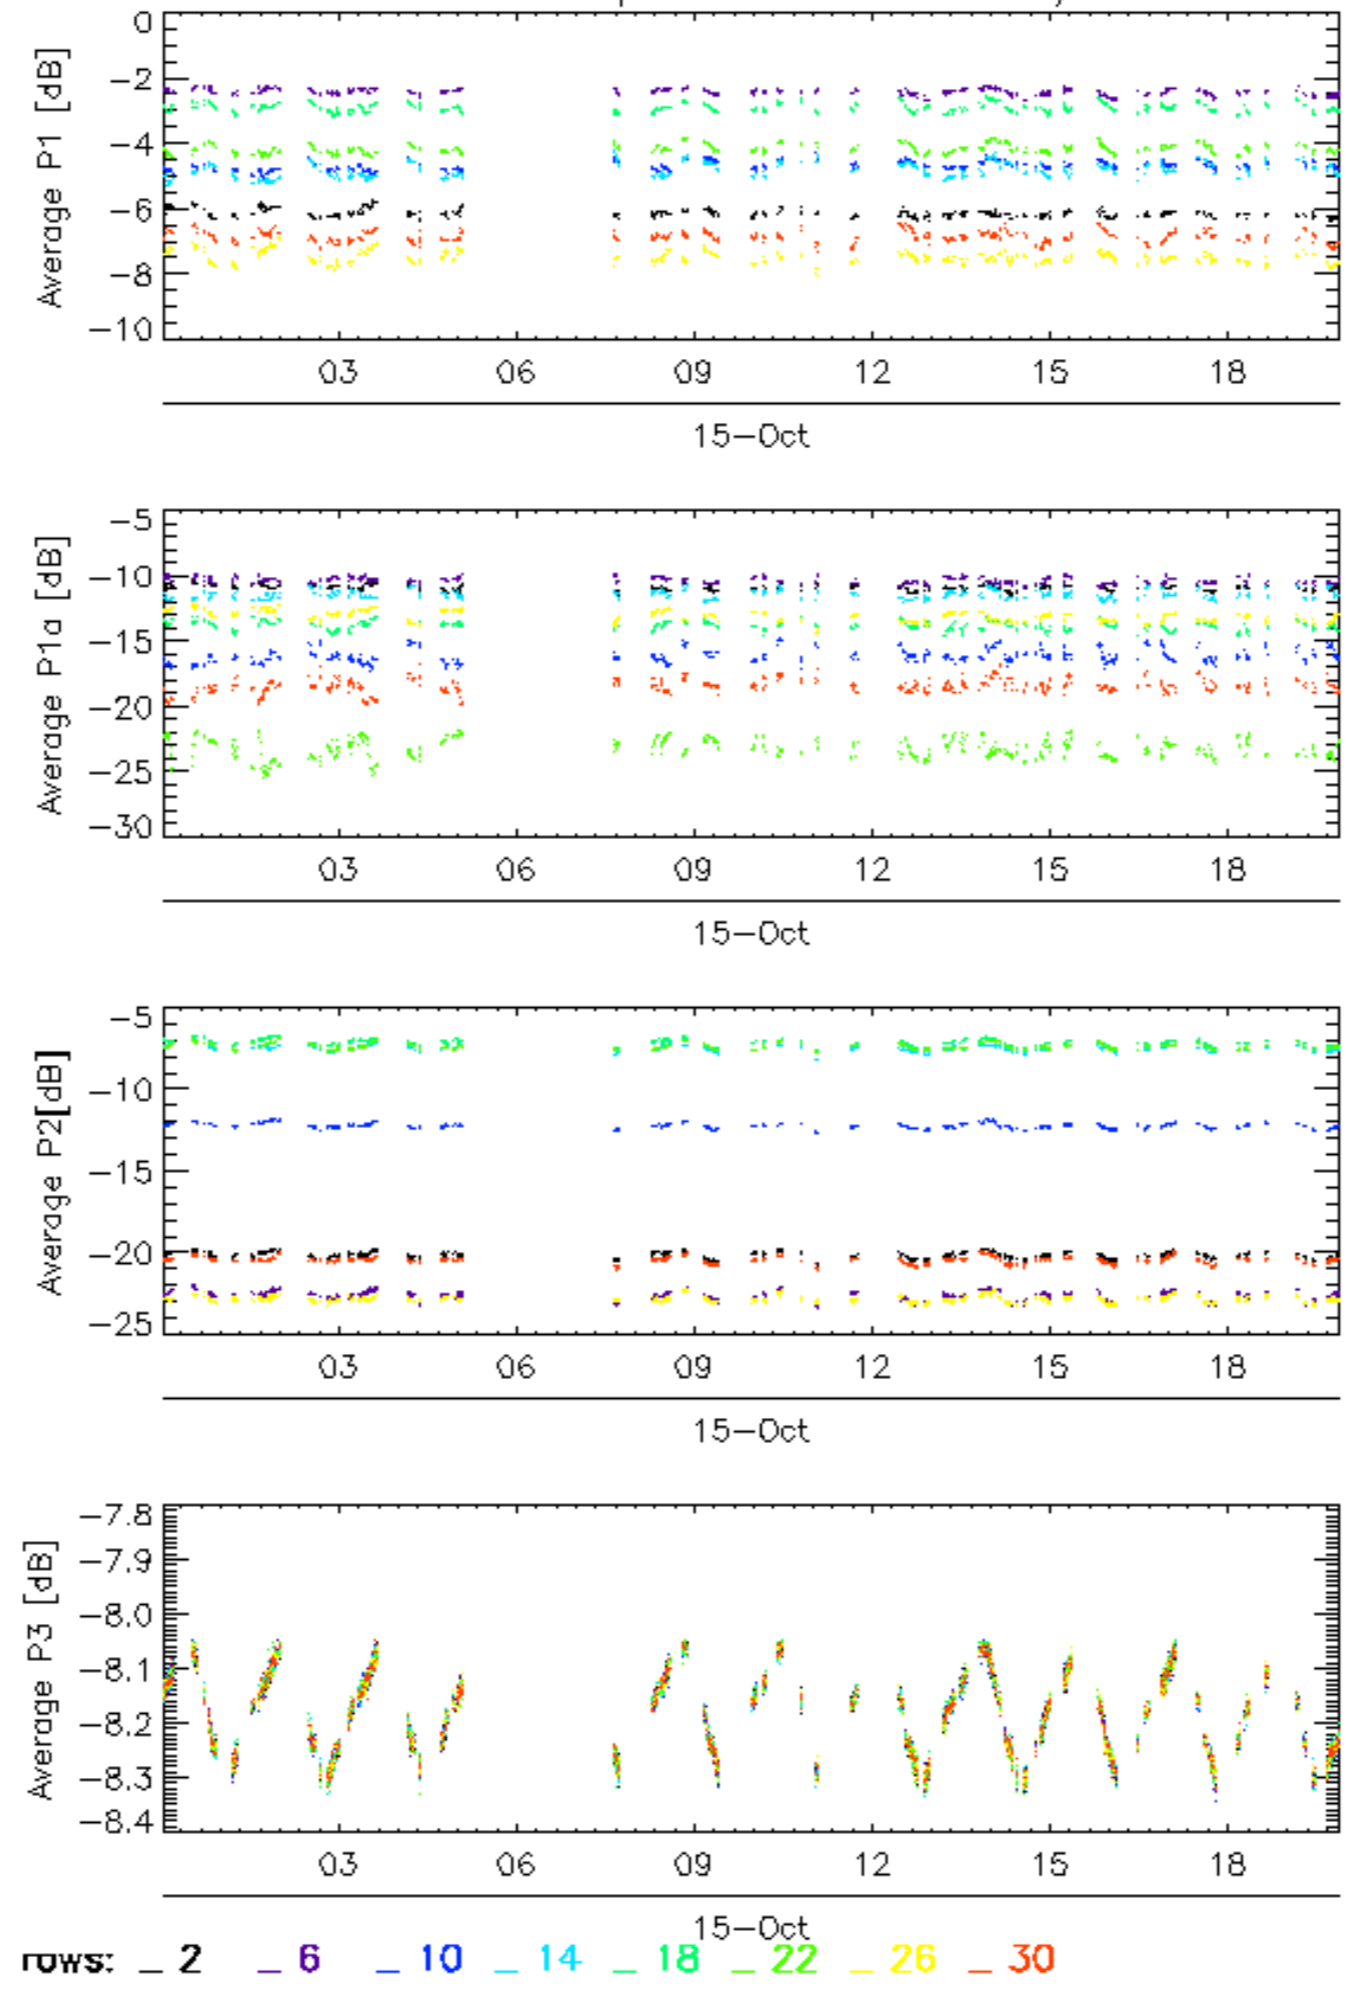 0
−2
−4
−6
−8
−10
Average P1 [dB]
03 06 09 12 15 18
15−Oct
−5
−10
−15
−20
−25
−30
Average P1a [dB]
03 06 09 12 15 18
15−Oct
−5
−10
−15
−20
−25
Average P2[dB]
03 06 09 12 15 18
15−Oct
−7.8
−7.9
−8.0
−8.1
−8.2
−8.3
−8.4
Average P3 [dB]
03 06 09 12 15 18
15−Oct
rows: _ 2 _ 6 _ 10 _ 14 _ 18 _ 22 _ 26 _ 30